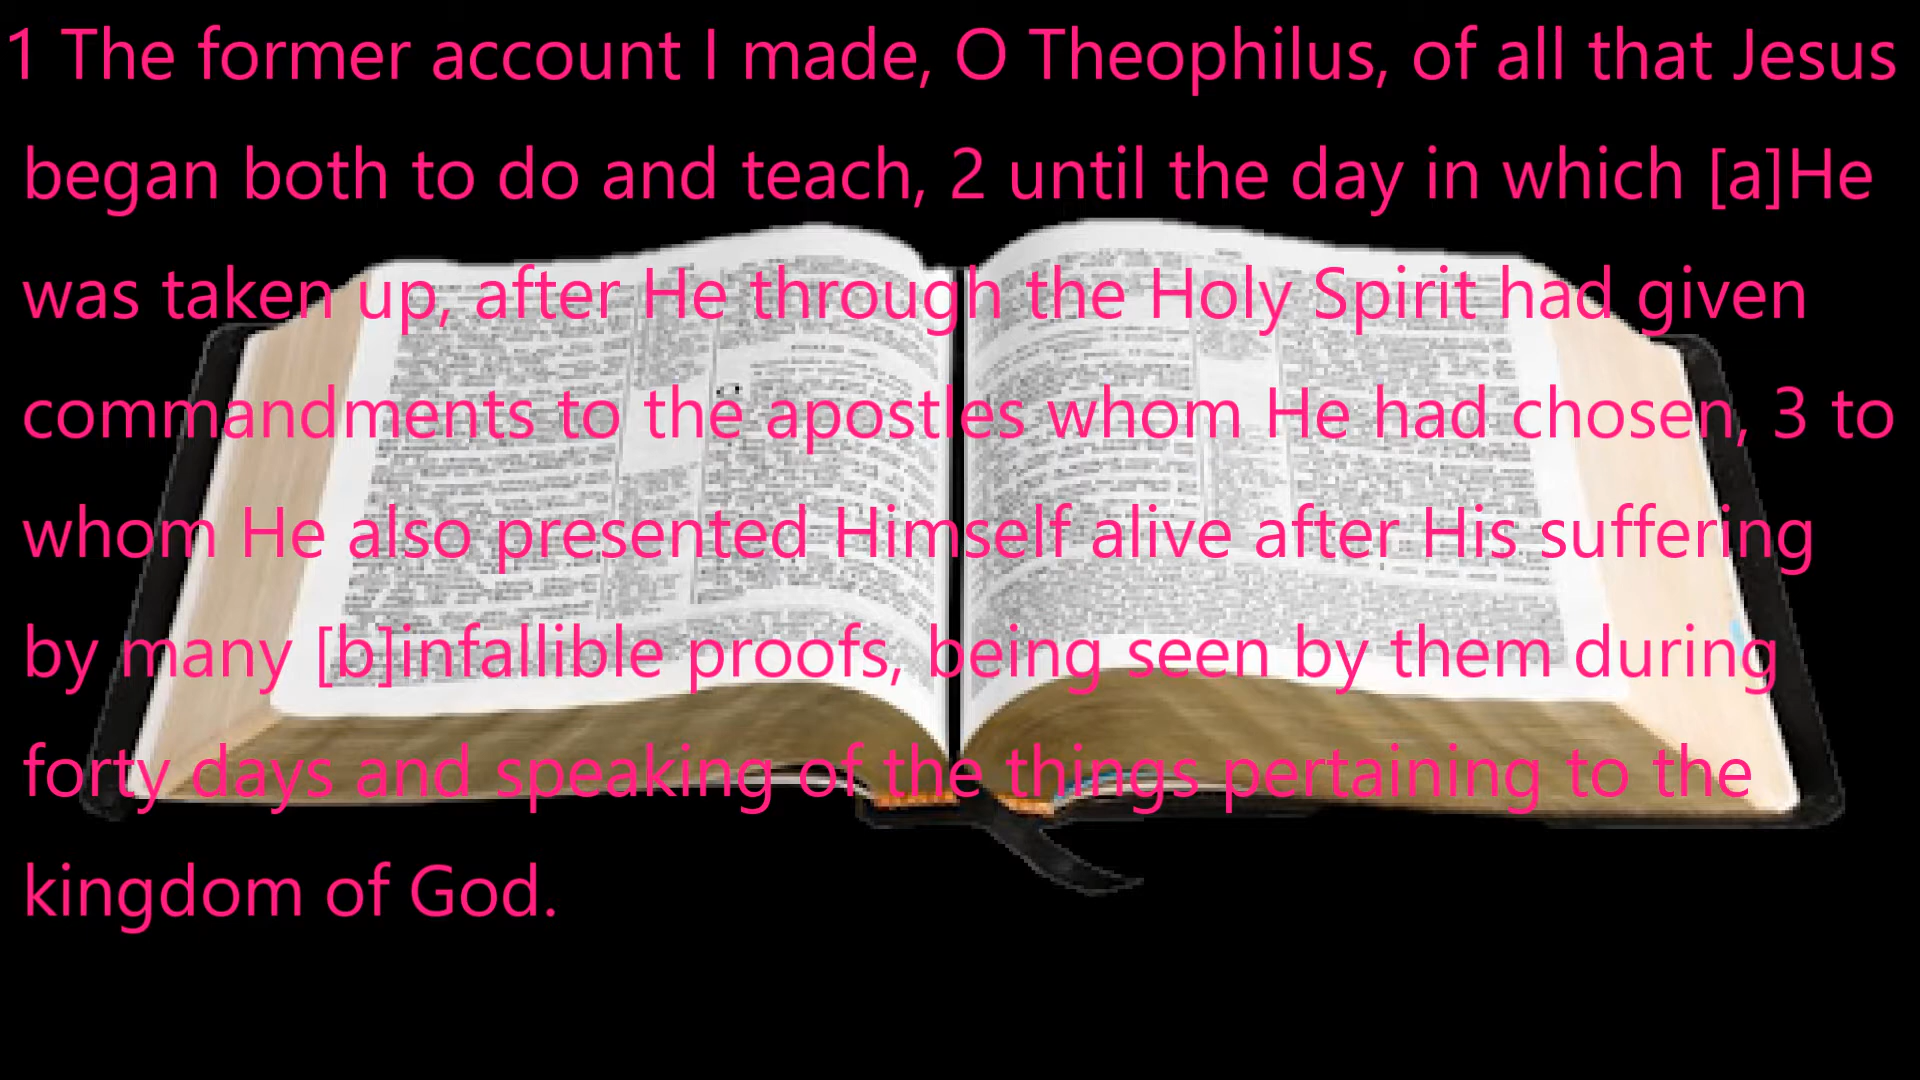 1 The former account I made, O Theophilus, of all that Jesus
began both to do and teach, 2 until the day in which [a]He
was taken up, after He through the Holy Spirit had given
commandments to the apostles whom He had chosen, 3 to
whom He also presented Himself alive after His suffering
by many [b]infallible proofs, being seen by them during
forty days and speaking of the things pertaining to the
kingdom of God.